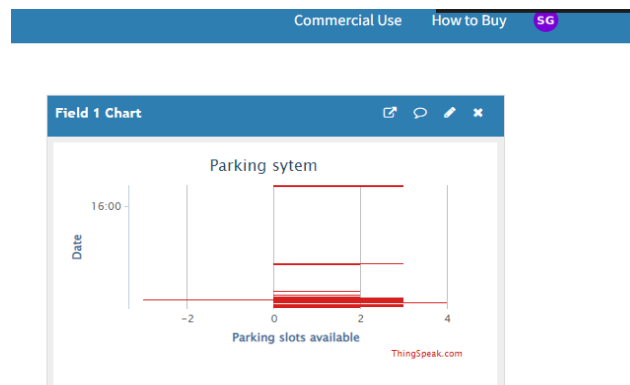 Commercial Use How to Buy SG
Field 1 Chart
Parking sytem
16:00
Date
-2 0 2 4
Parking slots available
ThingSpeak.com